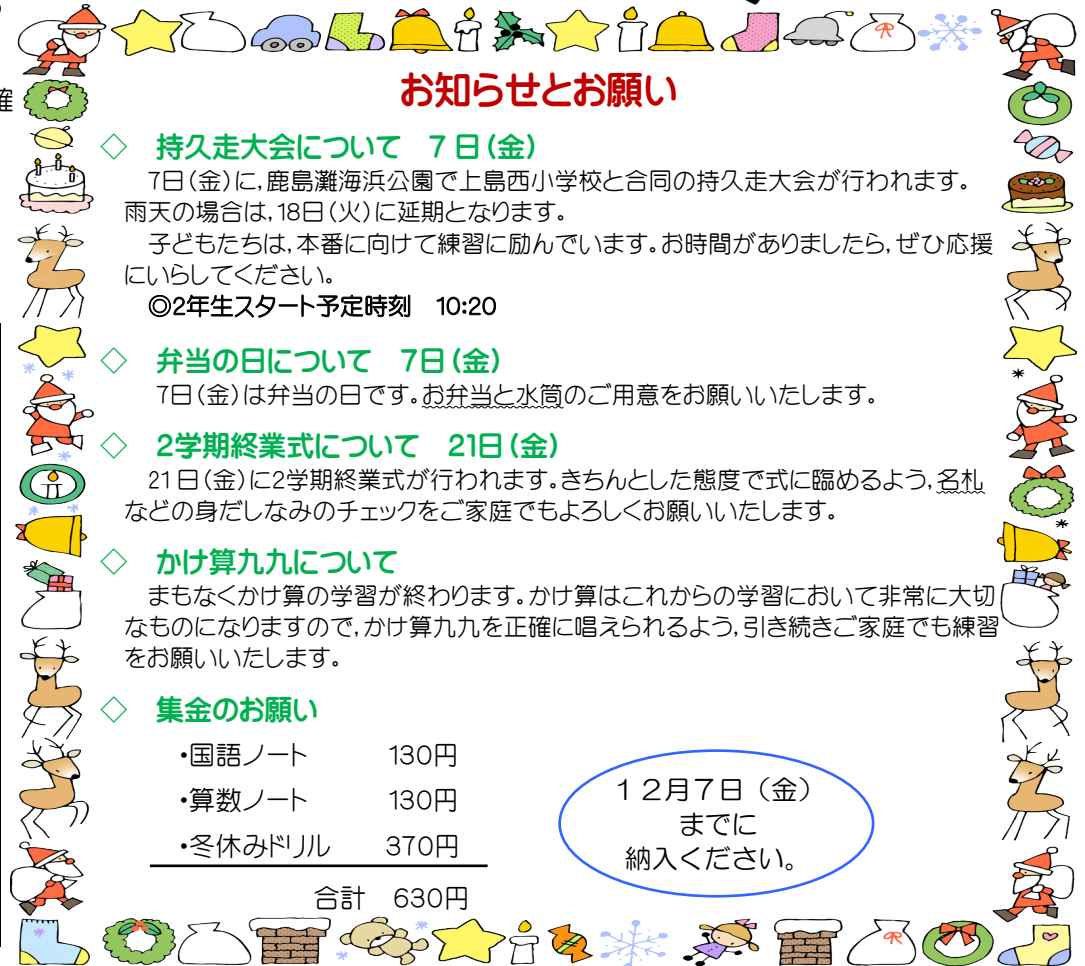 確
お知らせとお願い
◇ 持久走大会について 7日(金)
7日(金)に,鹿島灘海浜公園で上島西小学校と合同の持久走大会が行われます。
雨天の場合は,18日(火)に延期となります。
子どもたちは,本番に向けて練習に励んでいます。お時間がありましたら,ぜひ応援
にいらしてください。
◎2年生スタート予定時刻 10:20
◇ 弁当の日について 7日(金)
7日(金)は弁当の日です。お弁当と水筒のご用意をお願いいたします。
◇ 2学期終業式について 21日(金)
21日(金)に2学期終業式が行われます。きちんとした態度で式に臨めるよう,名札
などの身だしなみのチェックをご家庭でもよろしくお願いいたします。
◇ かけ算九九について
まもなくかけ算の学習が終わります。かけ算はこれからの学習において非常に大切
なものになりますので,かけ算九九を正確に唱えられるよう,引き続きご家庭でも練習
をお願いいたします。
◇ 集金のお願い
・国語ノート 130円
・算数ノート 130円
・冬休みドリル 370円
合計 630円
12月7日(金)
までに
納入ください。